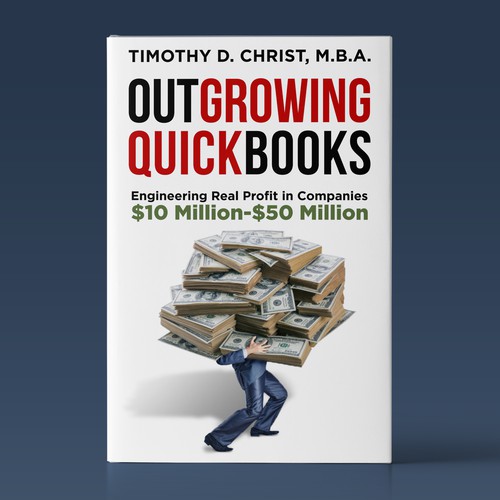 TIMOTHY D. CHRIST, M.B.A.
OUTGROWING
QUICKBOOKS
Engineering Real Profit in Companies
$10 Million-$50 Million